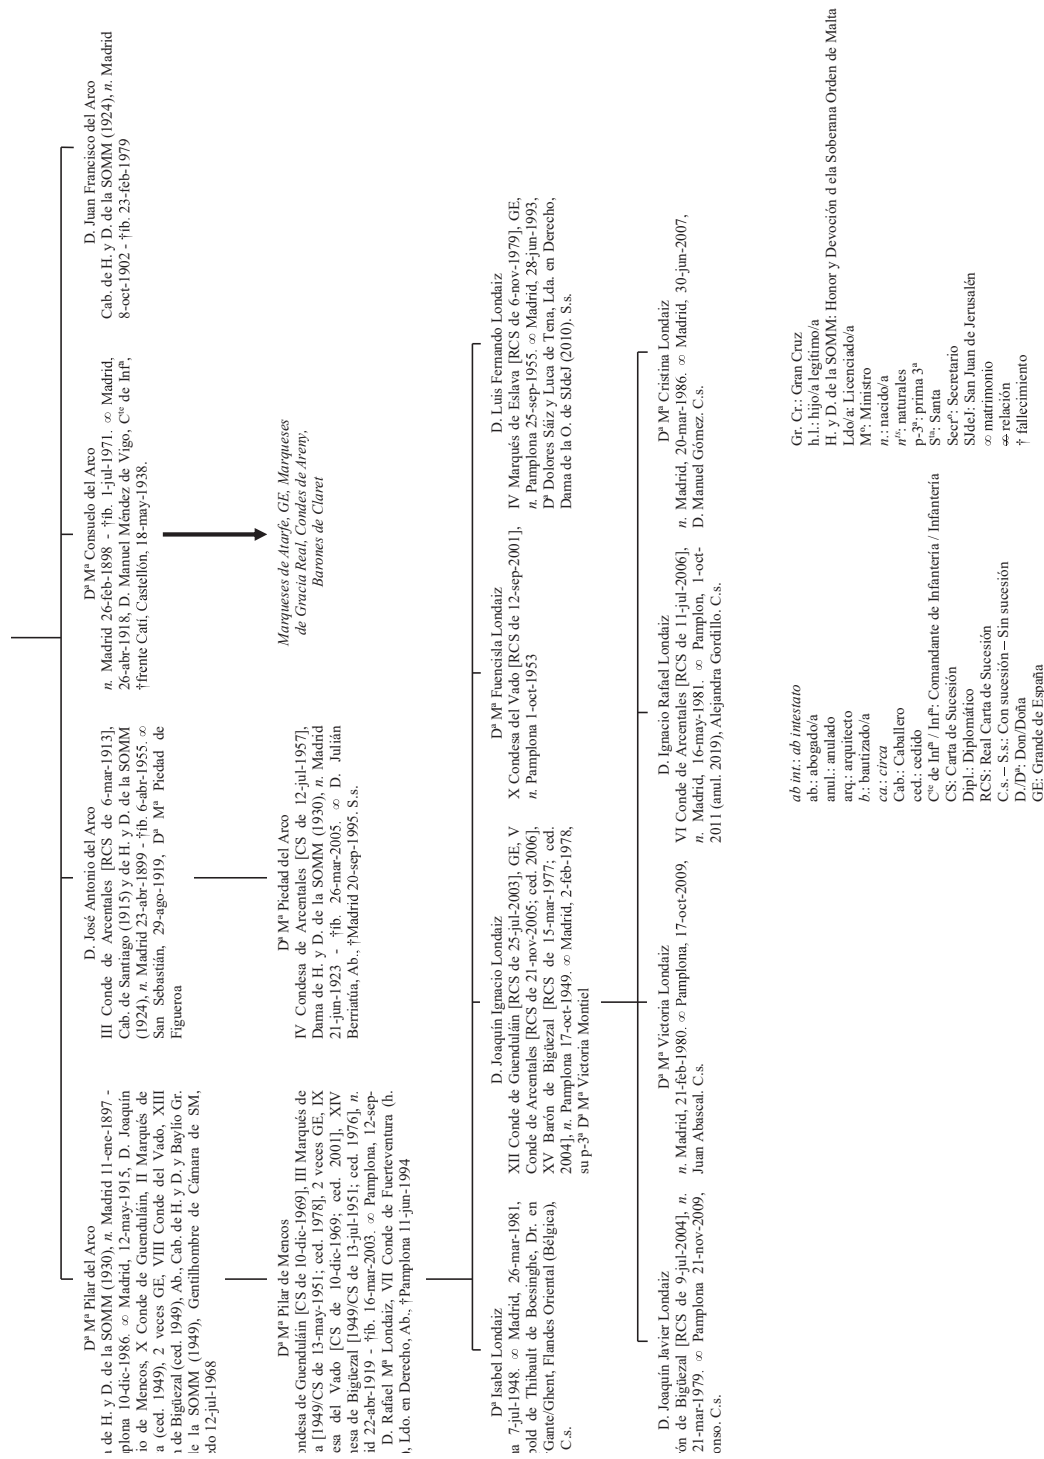 Dª Mª Pilar del Arco
de H. y D. de la SOMM (1930), n. Madrid 11-ene-1897 -
10-dic-1986. ∞ Madrid, 12-may-1915, D. Joaquín
de Mencos, X Conde de Guenduláin, II Marqués de
(ced. 1949), 2 veces GE, VIII Conde del Vado, XIII
de Bigüezal (ced. 1949), Ab., Cab. de H. y D. y Baylio Gr.
la SOMM (1949), Gentilhombre de Cámara de SM,
12-jul-1968
D. José Antonio del Arco
III Conde de Arcentales [RCS de 6-mar-1913],
Cab. de Santiago (1915) y de H. y D. de la SOMM
(1924), n. Madrid 23-abr-1899 - †ib. 6-abr-1955. ∞
San Sebastián, 29-ago-1919, Dª Mª Piedad de
Figueroa
Dª Mª Consuelo del Arco
n. Madrid 26-feb-1898 - †ib. 1-jul-1971. ∞ Madrid,
26-abr-1918, D. Manuel Méndez de Vigo, Cᵗᵉ de Infª,
†frente Catí, Castellón, 18-may-1938.
D. Juan Francisco del Arco
Cab. de H. y D. de la SOMM (1924), n. Madrid
8-oct-1902 - †ib. 23-feb-1979
Dª Mª Pilar de Mencos
de Guenduláin [CS de 10-dic-1969], III Marqués de
[1949/CS de 13-may-1951; ced. 1978], 2 veces GE, IX
del Vado [CS de 10-dic-1969; ced. 2001], XIV
de Bigüezal [1949/CS de 13-jul-1951; ced. 1976], n.
22-abr-1919 - †ib. 16-mar-2003. ∞ Pamplona, 12-sep-
D. Rafael Mª Londaiz, VII Conde de Fuerteventura (h.
Ldo. en Derecho, Ab., †Pamplona 11-jun-1994
Dª Mª Piedad del Arco
IV Condesa de Arcentales [CS de 12-jul-1957],
Dama de H. y D. de la SOMM (1930), n. Madrid
21-jun-1923 - †ib. 26-mar-2005. ∞ D. Julián
Berriatúa, Ab., †Madrid 20-sep-1995. S.s.
Marqueses de Atarfe, GE, Marqueses
de Gracia Real, Condes de Areny,
Barones de Claret
Dª Isabel Londaiz
7-jul-1948. ∞ Madrid, 26-mar-1981,
de Thibault de Boesinghe, Dr. en
Gante/Ghent, Flandes Oriental (Bélgica),
C.s.
D. Joaquín Ignacio Londaiz
XII Conde de Guenduláin [RCS de 25-jul-2003], GE, V
Conde de Arcentales [RCS de 21-nov-2005; ced. 2006],
XV Barón de Bigüezal [RCS de 15-mar-1977; ced.
2004], n. Pamplona 17-oct-1949. ∞ Madrid, 2-feb-1978,
su p-3ª Dª Mª Victoria Montiel
Dª Mª Fuencisla Londaiz
X Condesa del Vado [RCS de 12-sep-2001],
n. Pamplona 1-oct-1953
D. Luis Fernando Londaiz
IV Marqués de Eslava [RCS de 6-nov-1979], GE,
n. Pamplona 25-sep-1955. ∞ Madrid, 28-jun-1993,
Dª Dolores Sáiz y Luca de Tena, Lda. en Derecho,
Dama de la O. de SJdeJ (2010). S.s.
D. Joaquín Javier Londaiz
de Bigüezal [RCS de 9-jul-2004], n.
21-mar-1979. ∞ Pamplona 21-nov-2009,
C.s.
Dª Mª Victoria Londaiz
n. Madrid, 21-feb-1980. ∞ Pamplona, 17-oct-2009,
Juan Abascal. C.s.
D. Ignacio Rafael Londaiz
VI Conde de Arcentales [RCS de 11-jul-2006],
n. Madrid, 16-may-1981. ∞ Pamplon, 1-oct-
2011 (anul. 2019), Alejandra Gordillo. C.s.
Dª Mª Cristina Londaiz
n. Madrid, 20-mar-1986. ∞ Madrid, 30-jun-2007,
D. Manuel Gómez. C.s.
ab int.: ab intestato
ab.: abogado/a
anul.: anulado
arq.: arquitecto
b.: bautizado/a
ca.: circa
Cab.: Caballero
ced.: cedido
Cᵗᵉ de Infª / Infª: Comandante de Infantería / Infantería
CS: Carta de Sucesión
Dipl.: Diplomático
RCS: Real Carta de Sucesión
C.s.– S.s.: Con sucesión – Sin sucesión
D./Dª: Don/Doña
GE: Grande de España
Gr. Cr.: Gran Cruz
h.l.: hijo/a legítimo/a
H. y D. de la SOMM: Honor y Devoción d ela Soberana Orden de Malta
Ldo/a: Licenciado/a
Mº: Ministro
n.: nacido/a
nˡᵉˢ: naturales
p-3ª: prima 3ª
Sᵗᵃ: Santa
Secrº: Secretario
SJdeJ: San Juan de Jerusalén
∞ matrimonio
relación
† fallecimiento